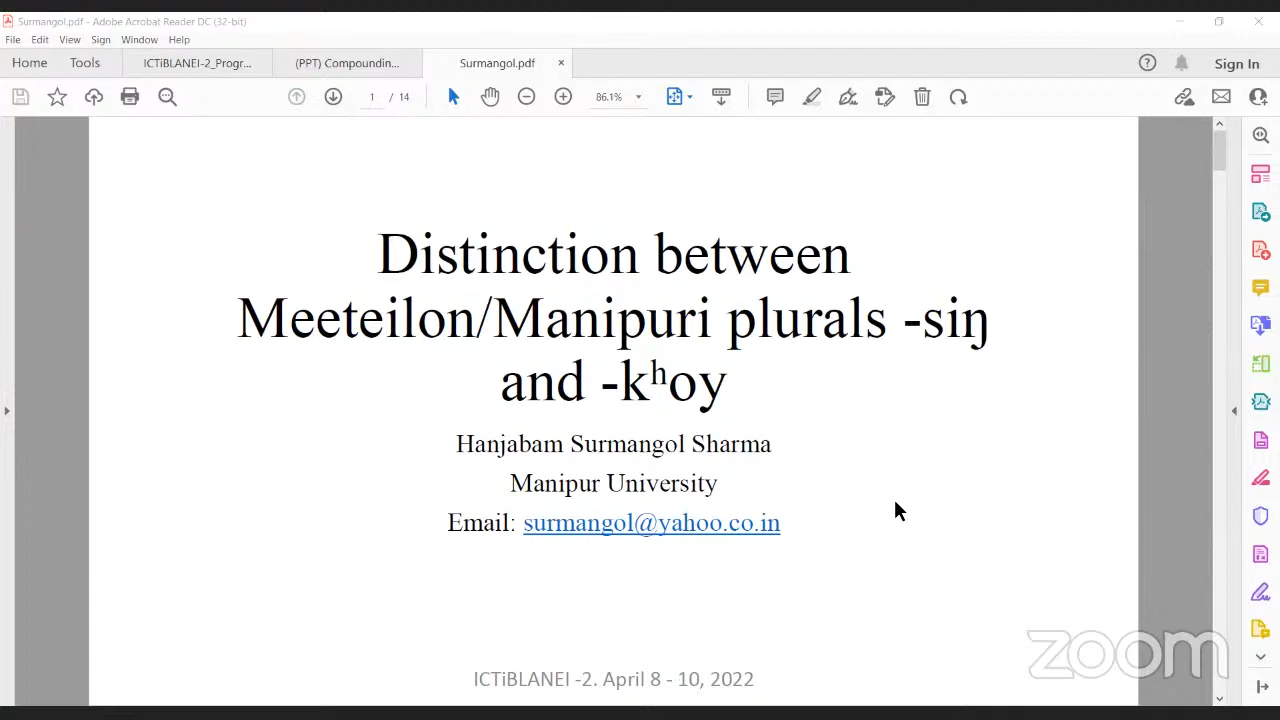 Surmangol.pdf - Adobe Acrobat Reader DC (32-bit)
File Edit View Sign Window Help
Home Tools ICTiBLANEI-2_Progr... (PPT) Compoundin... Surmangol.pdf × Sign In
1 / 14 86.1%
Distinction between
Meeteilon/Manipuri plurals -siŋ
and -kʰoy
Hanjabam Surmangol Sharma
Manipur University
Email: surmangol@yahoo.co.in
zoom
ICTiBLANEI -2. April 8 - 10, 2022